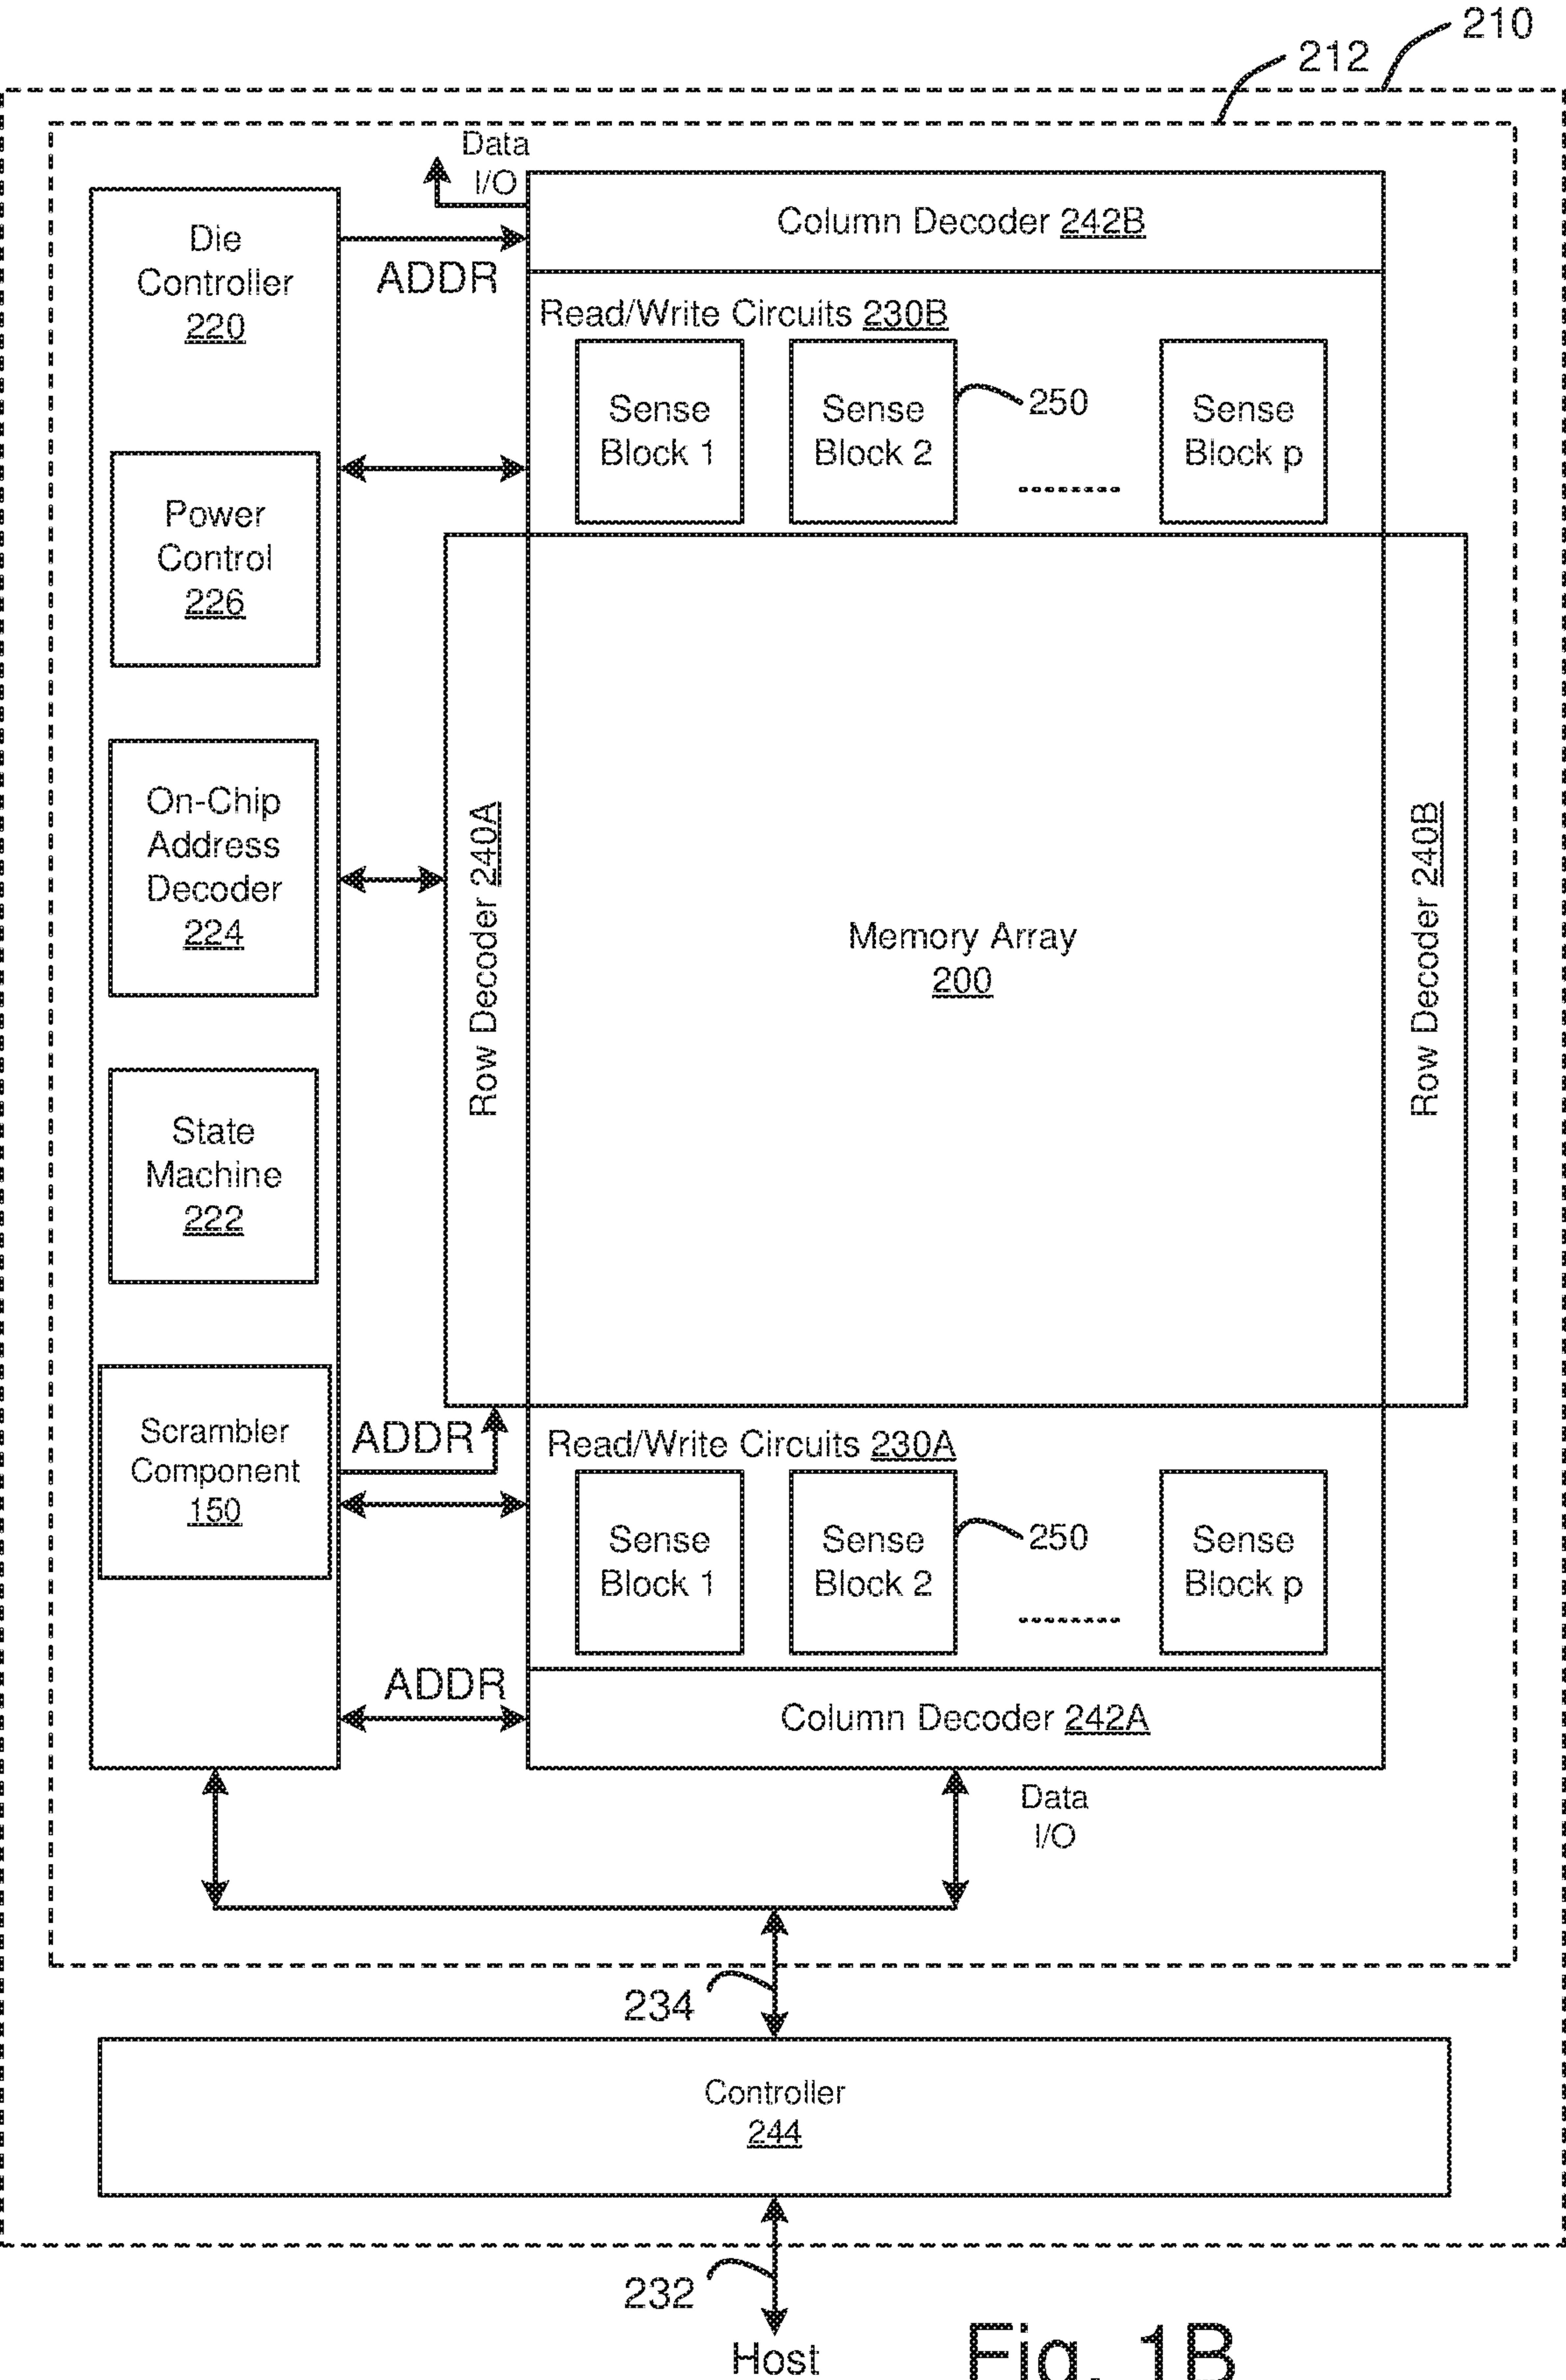 210
212
Data
I/O
Column Decoder 242B
Die
Controller
220
ADDR
Read/Write Circuits 230B
Sense
Block 1
Sense
Block 2
250
Sense
Block p
Power
Control
226
On-Chip
Address
Decoder
224
Row Decoder 240A
Memory Array
200
Row Decoder 240B
State
Machine
222
Scrambler
Component
150
ADDR
Read/Write Circuits 230A
Sense
Block 1
Sense
Block 2
250
Sense
Block p
ADDR
Column Decoder 242A
Data
I/O
234
Controller
244
232
Host
Fig. 1B